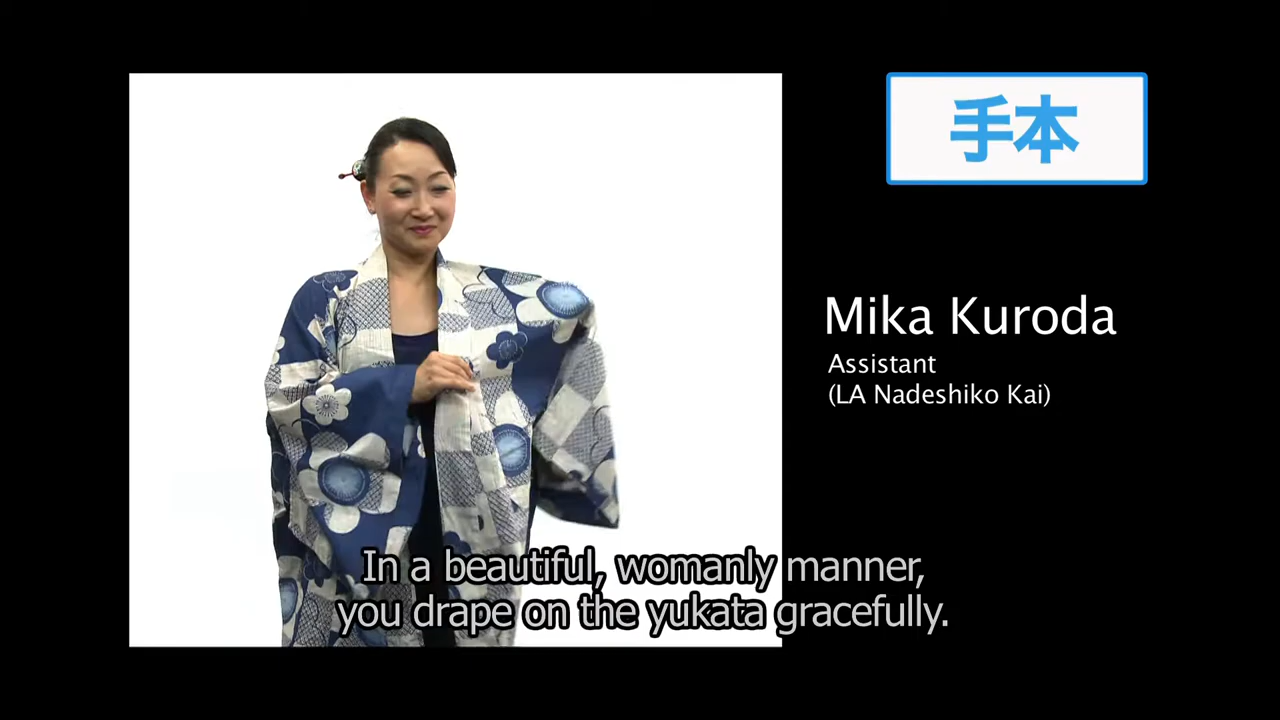 手本
Mika Kuroda
Assistant
(LA Nadeshiko Kai)
In a beautiful, womanly manner,
you drape on the yukata gracefully.